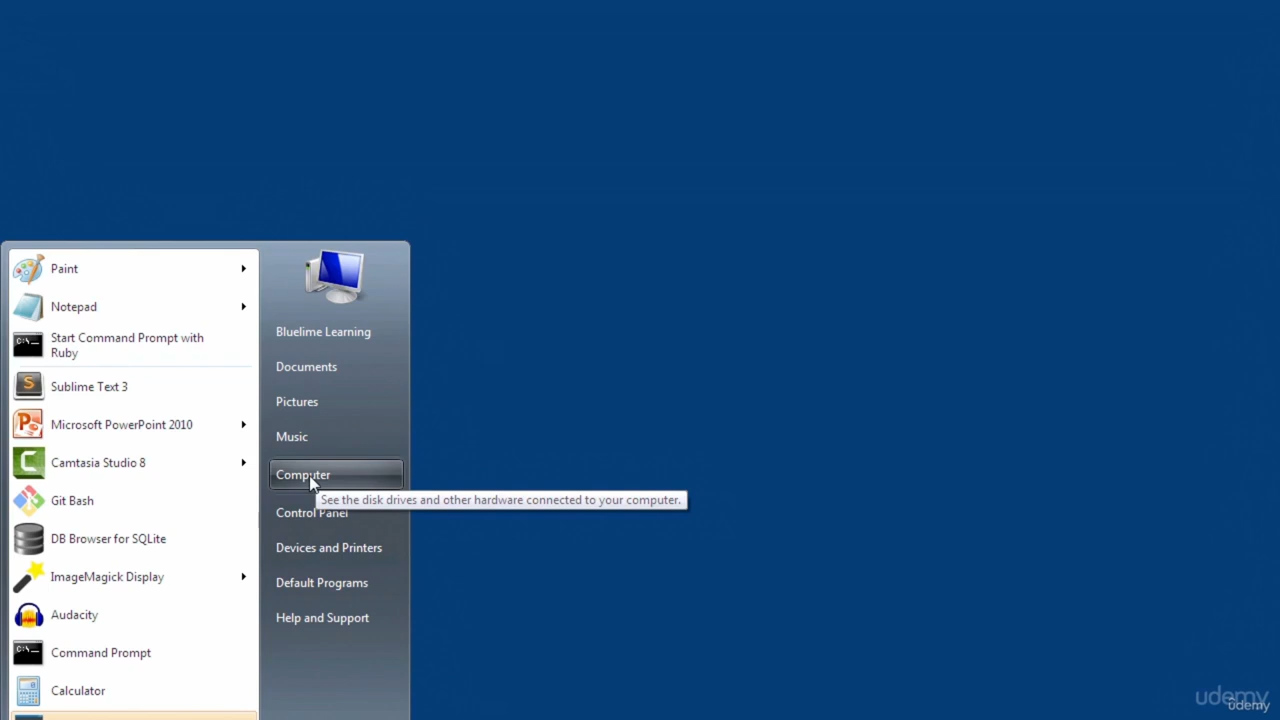 Paint
Notepad
Start Command Prompt with
Ruby
Sublime Text 3
Microsoft PowerPoint 2010
Camtasia Studio 8
Git Bash
DB Browser for SQLite
ImageMagick Display
Audacity
Command Prompt
Calculator
Bluelime Learning
Documents
Pictures
Music
Computer
See the disk drives and other hardware connected to your computer.
Control Panel
Devices and Printers
Default Programs
Help and Support
udemy
udemy